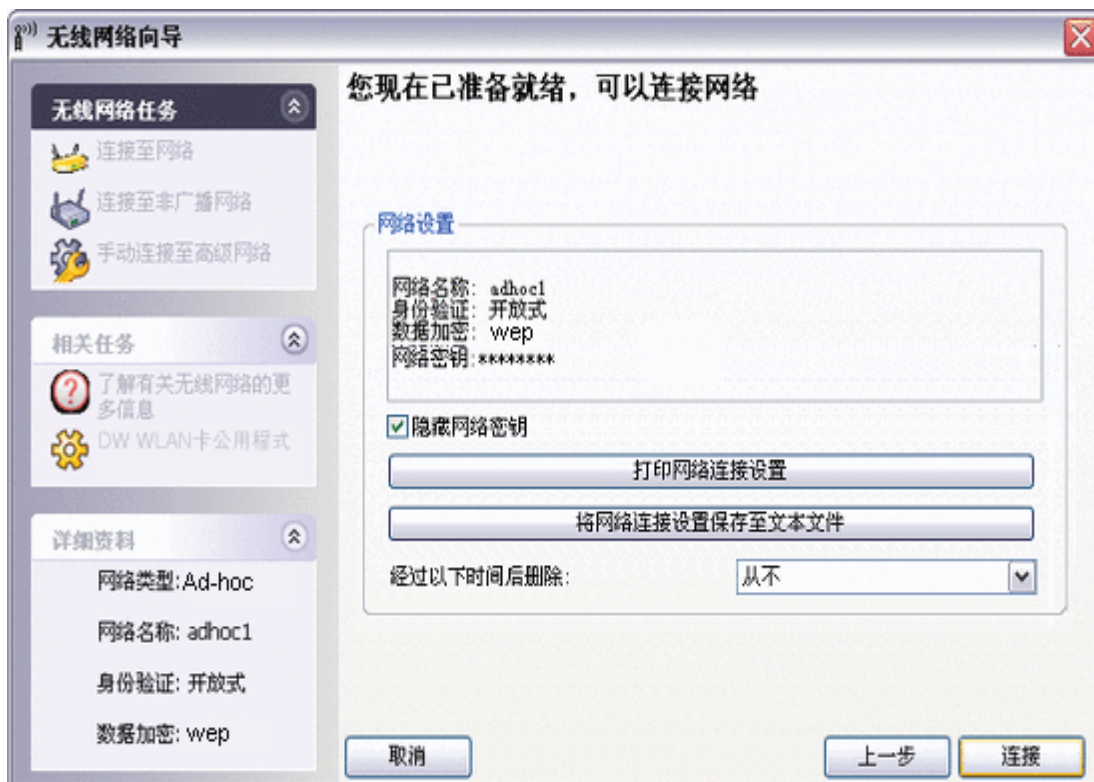 无线网络向导
无线网络任务
连接至网络
连接至非广播网络
手动连接至高级网络
相关任务
了解有关无线网络的更
多信息
DW WLAN卡公用程式
详细资料
网络类型:Ad-hoc
网络名称: adhoc1
身份验证: 开放式
数据加密: wep
您现在已准备就绪，可以连接网络
网络设置
网络名称: adhoc1
身份验证: 开放式
数据加密: wep
网络密钥:********
隐藏网络密钥
打印网络连接设置
将网络连接设置保存至文本文件
经过以下时间后删除: 从不
取消 上一步 连接